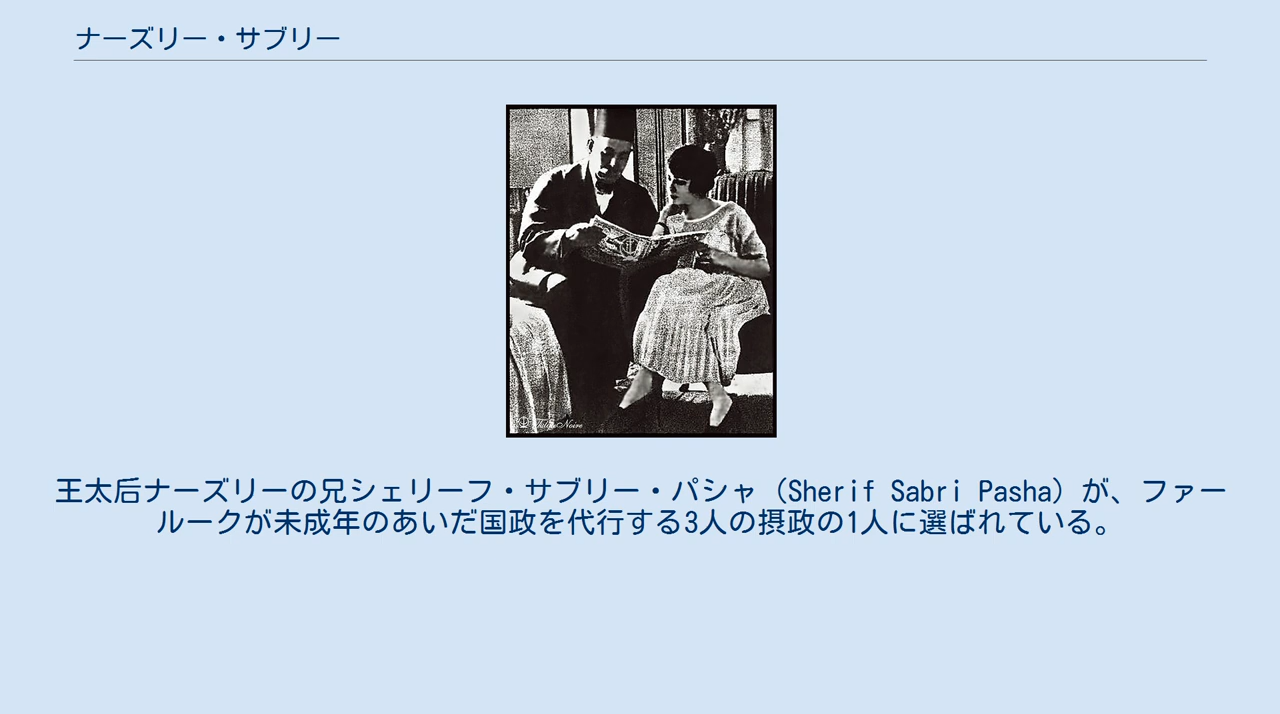 ナーズリー・サブリー
王太后ナーズリーの兄シェリーフ・サブリー・パシャ（Sherif Sabri Pasha）が、ファー
ルークが未成年のあいだ国政を代行する3人の摂政の1人に選ばれている。
Noire